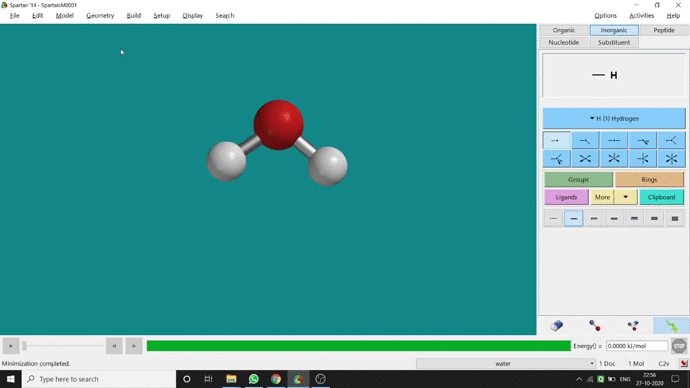 Spartan '14 - Spartan:M0001
File Edit Model Geometry Build Setup Display Search Options Activities Help
Organic Inorganic Peptide
Nucleotide Substituent
H
H (1) Hydrogen
Groups Rings
Ligands More Clipboard
Energy() = 0.0000 kJ/mol STOP
Minimization completed. water 1 Doc 1 Mol C2v
Type here to search
ENG
22:56
27-10-2020